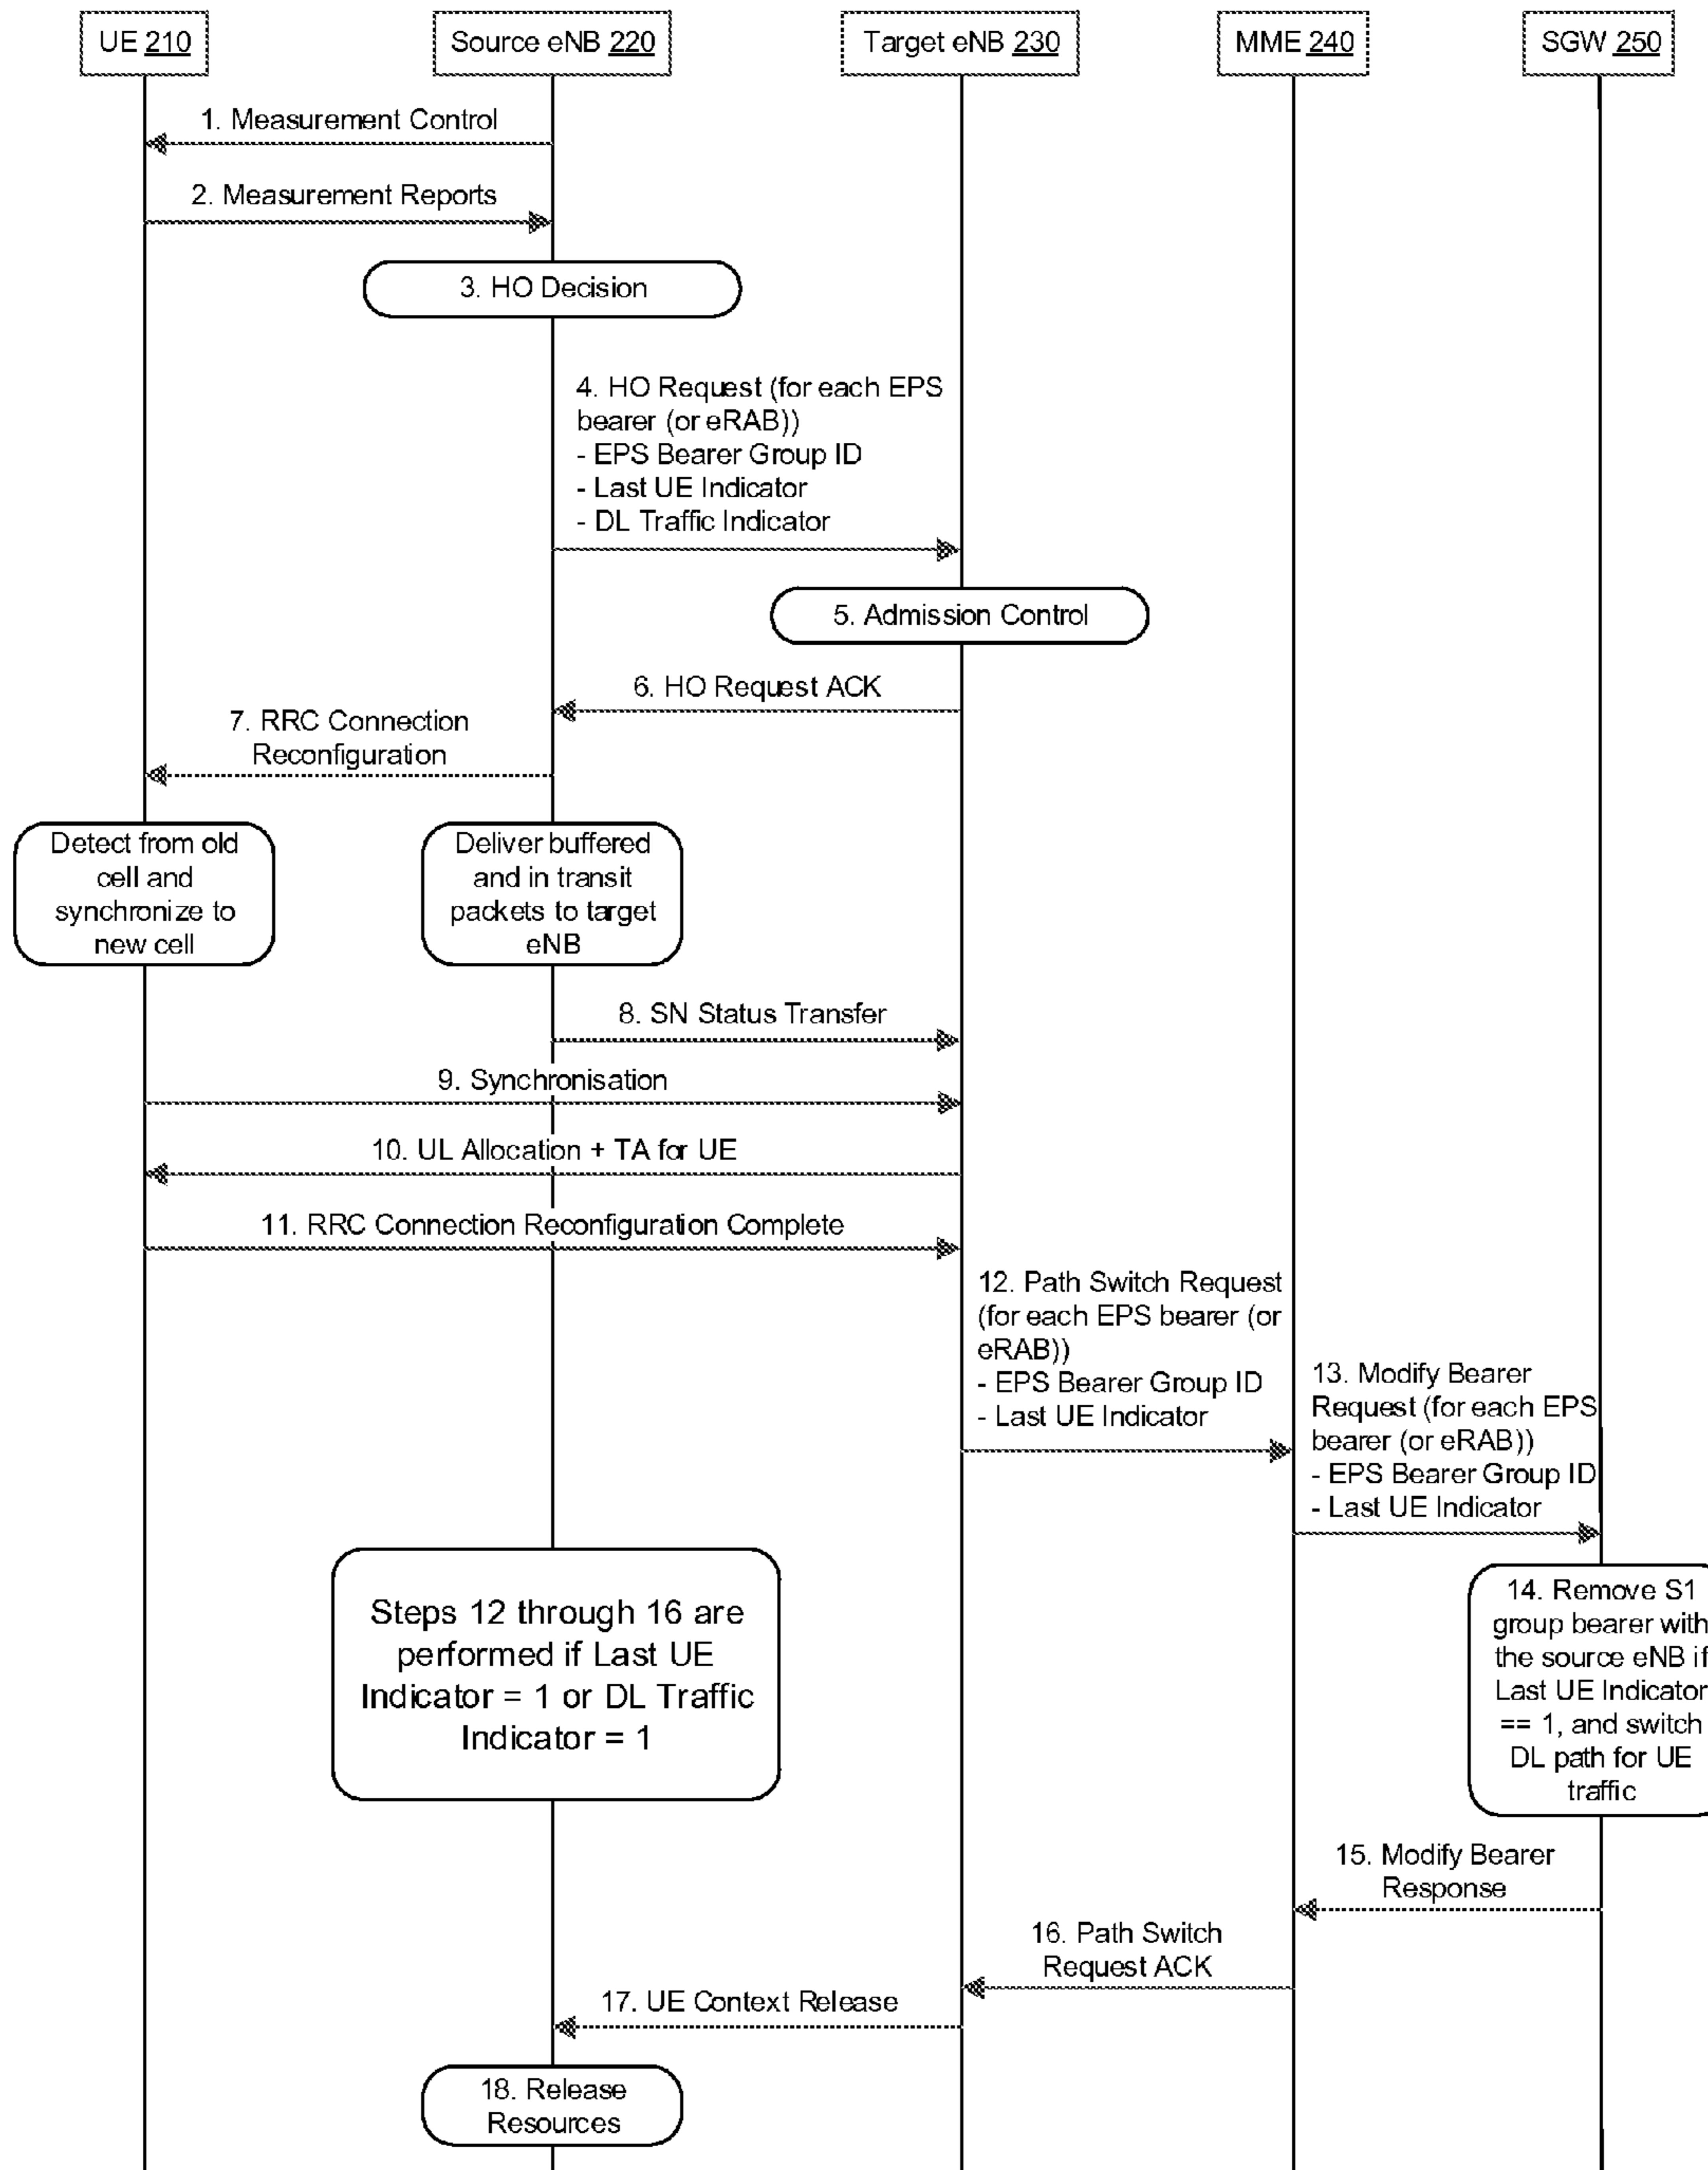 UE 210
Source eNB 220
Target eNB 230
MME 240
SGW 250
1. Measurement Control
2. Measurement Reports
3. HO Decision
4. HO Request (for each EPS
bearer (or eRAB))
- EPS Bearer Group ID
- Last UE Indicator
- DL Traffic Indicator
5. Admission Control
6. HO Request ACK
7. RRC Connection
Reconfiguration
Detect from old
cell and
synchronize to
new cell
Deliver buffered
and in transit
packets to target
eNB
8. SN Status Transfer
9. Synchronisation
10. UL Allocation + TA for UE
11. RRC Connection Reconfiguration Complete
12. Path Switch Request
(for each EPS bearer (or
eRAB))
- EPS Bearer Group ID
- Last UE Indicator
13. Modify Bearer
Request (for each EPS
bearer (or eRAB))
- EPS Bearer Group ID
- Last UE Indicator
Steps 12 through 16 are
performed if Last UE
Indicator = 1 or DL Traffic
Indicator = 1
14. Remove S1
group bearer with
the source eNB if
Last UE Indicator
== 1, and switch
DL path for UE
traffic
15. Modify Bearer
Response
16. Path Switch
Request ACK
17. UE Context Release
18. Release
Resources